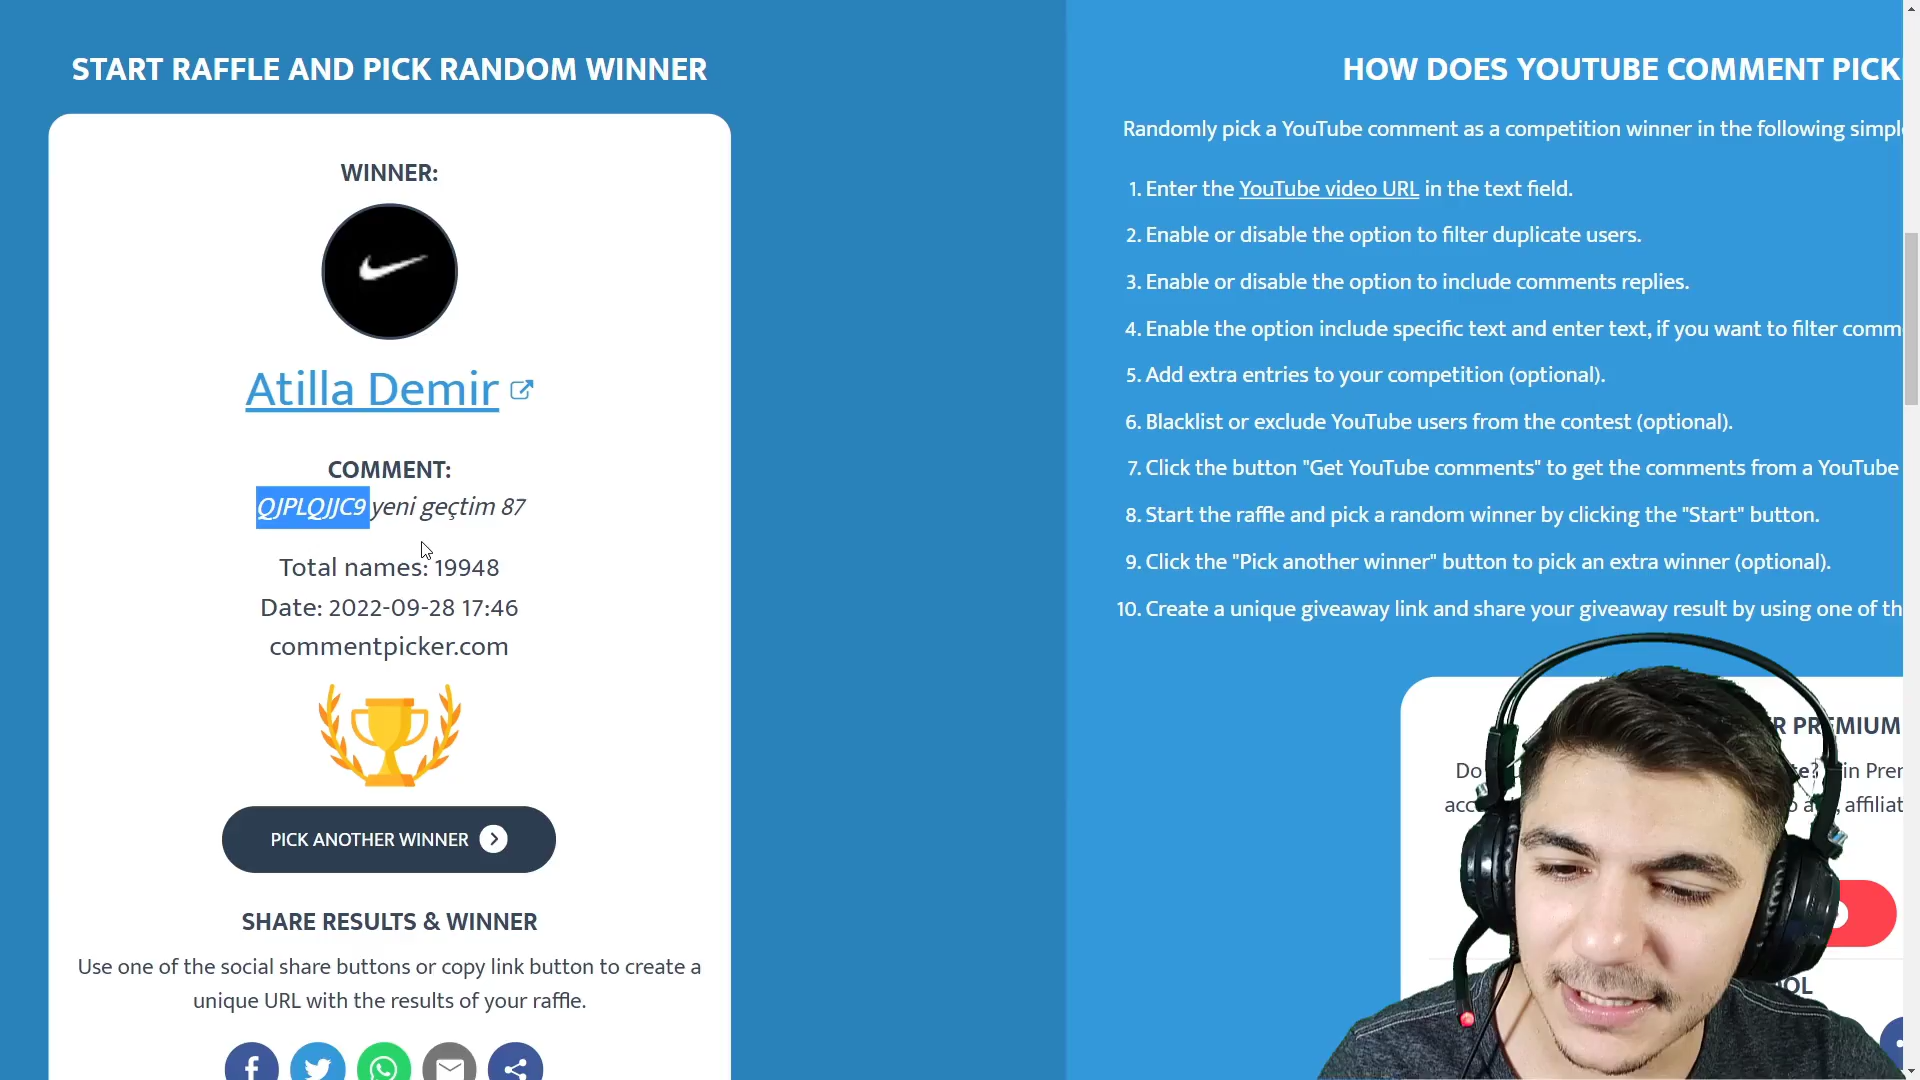 START RAFFLE AND PICK RANDOM WINNER
WINNER:
Atilla Demir
COMMENT:
QJPLQJJC9 yeni geçtim 87
Total names: 19948
Date: 2022-09-28 17:46
commentpicker.com
PICK ANOTHER WINNER
SHARE RESULTS & WINNER
Use one of the social share buttons or copy link button to create a
unique URL with the results of your raffle.
HOW DOES YOUTUBE COMMENT PICK
Randomly pick a YouTube comment as a competition winner in the following simpl
1. Enter the YouTube video URL in the text field.
2. Enable or disable the option to filter duplicate users.
3. Enable or disable the option to include comments replies.
4. Enable the option include specific text and enter text, if you want to filter comm
5. Add extra entries to your competition (optional).
6. Blacklist or exclude YouTube users from the contest (optional).
7. Click the button "Get YouTube comments" to get the comments from a YouTube
8. Start the raffle and pick a random winner by clicking the "Start" button.
9. Click the "Pick another winner" button to pick an extra winner (optional).
10. Create a unique giveaway link and share your giveaway result by using one of th
R PREMIUM
Do in Prer
acc affiliat